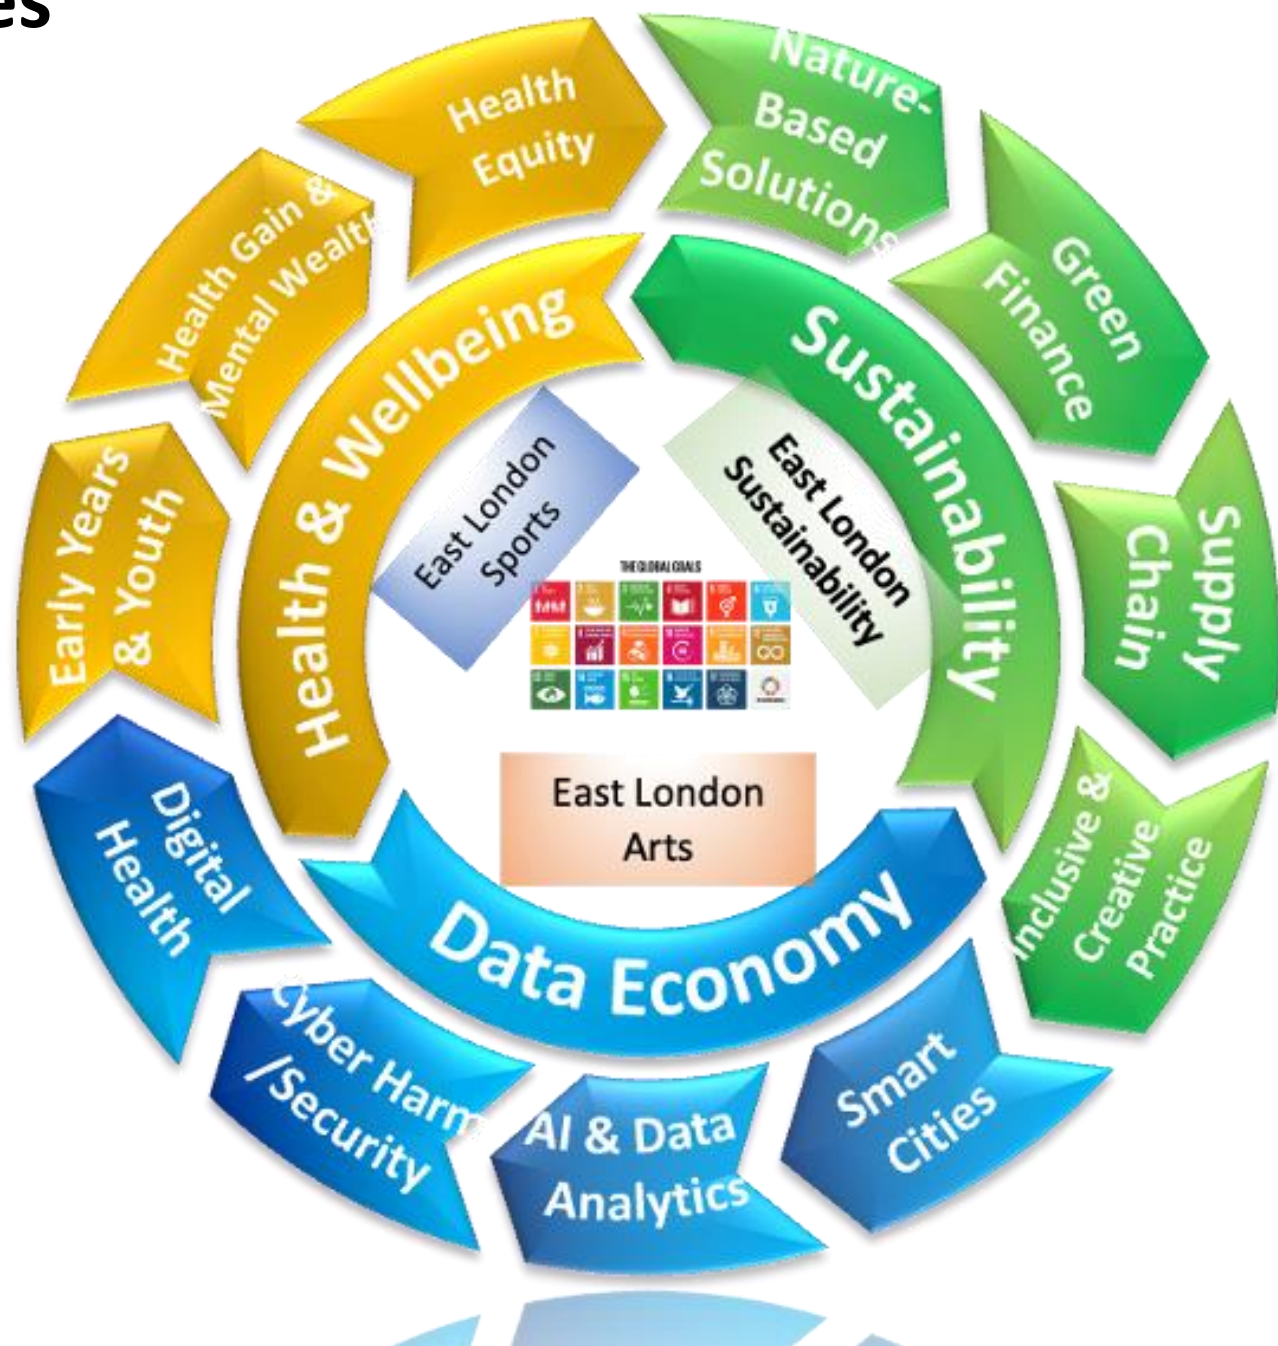 es
Health
Equity
Nature-
Based
Solutions
Green
Finance
Supply
Chain
Inclusive &
Creative
Practice
Smart
Cities
AI & Data
Analytics
Cyber Harm
/Security
Digital
Health
Early Years
& Youth
Health Gain &
Mental Wealth
Health & Wellbeing
Sustainability
Data Economy
East London
Sports
East London
Sustainability
THE GLOBAL GOALS
East London
Arts